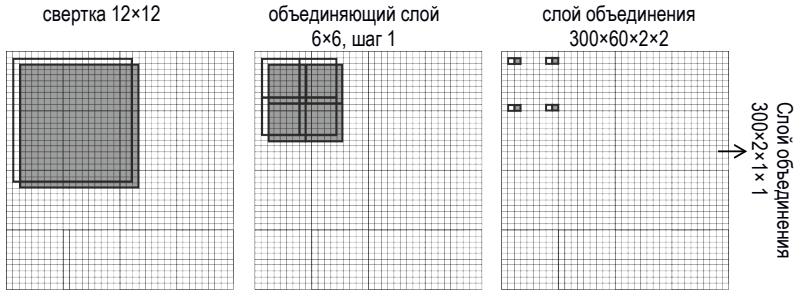 свертка 12×12
объединяющий слой
6×6, шаг 1
слой объединения
300×60×2×2
Слой объединения
300×2×1×1